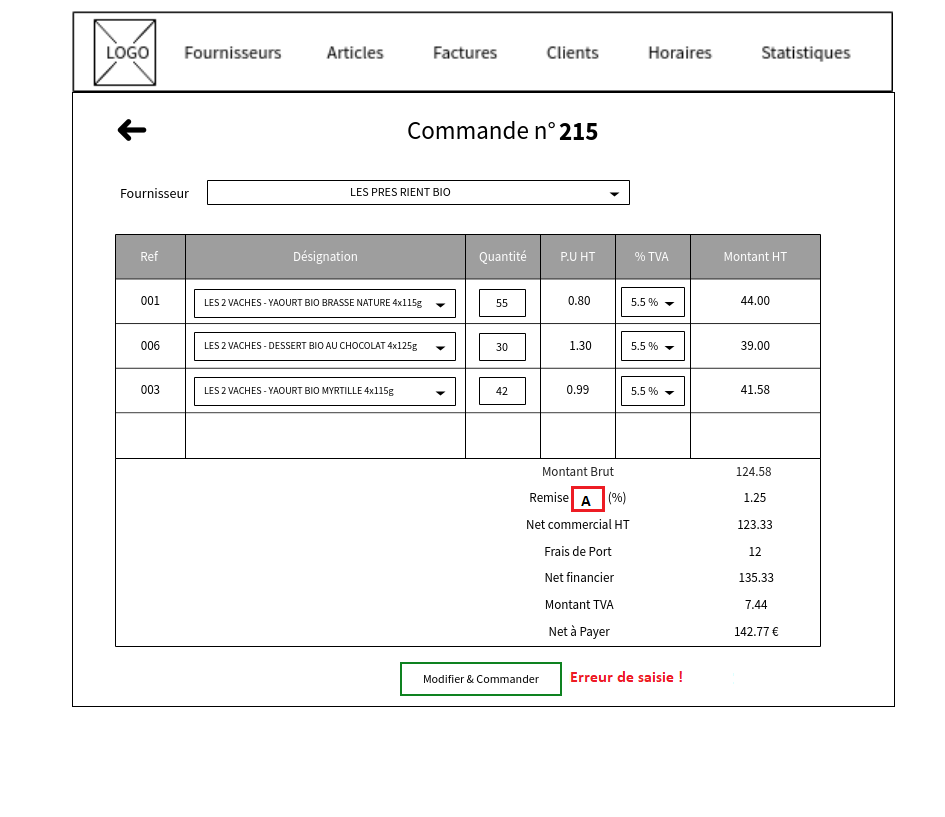 LOGO Fournisseurs Articles Factures Clients Horaires Statistiques
Commande n° 215
Fournisseur LES PRES RIENT BIO
Ref Désignation Quantité P.U HT % TVA Montant HT
001 LES 2 VACHES - YAOURT BIO BRASSE NATURE 4x115g 55 0.80 5.5 % 44.00
006 LES 2 VACHES - DESSERT BIO AU CHOCOLAT 4x125g 30 1.30 5.5 % 39.00
003 LES 2 VACHES - YAOURT BIO MYRTILLE 4x115g 42 0.99 5.5 % 41.58
Montant Brut 124.58
Remise A (%) 1.25
Net commercial HT 123.33
Frais de Port 12
Net financier 135.33
Montant TVA 7.44
Net à Payer 142.77 €
Modifier & Commander Erreur de saisie !